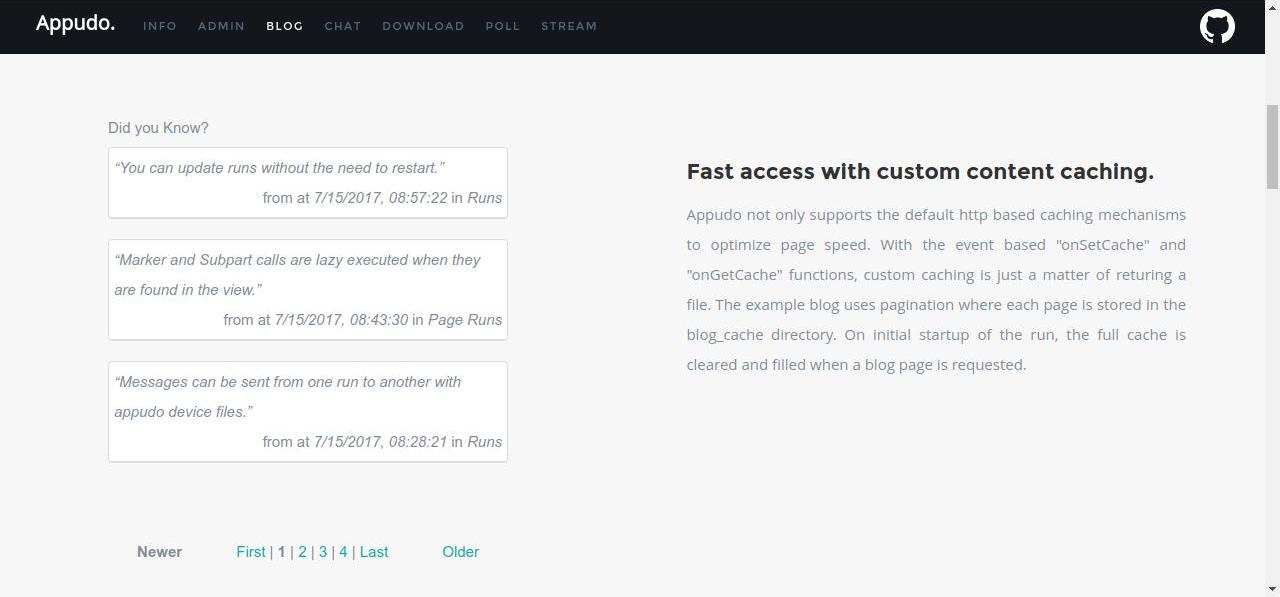 Appudo. INFO ADMIN BLOG CHAT DOWNLOAD POLL STREAM
Did you Know?
“You can update runs without the need to restart.”
from at 7/15/2017, 08:57:22 in Runs
“Marker and Subpart calls are lazy executed when they
are found in the view.”
from at 7/15/2017, 08:43:30 in Page Runs
“Messages can be sent from one run to another with
appudo device files.”
from at 7/15/2017, 08:28:21 in Runs
Newer First | 1 | 2 | 3 | 4 | Last Older
Fast access with custom content caching.
Appudo not only supports the default http based caching mechanisms
to optimize page speed. With the event based "onSetCache" and
"onGetCache" functions, custom caching is just a matter of returing a
file. The example blog uses pagination where each page is stored in the
blog_cache directory. On initial startup of the run, the full cache is
cleared and filled when a blog page is requested.